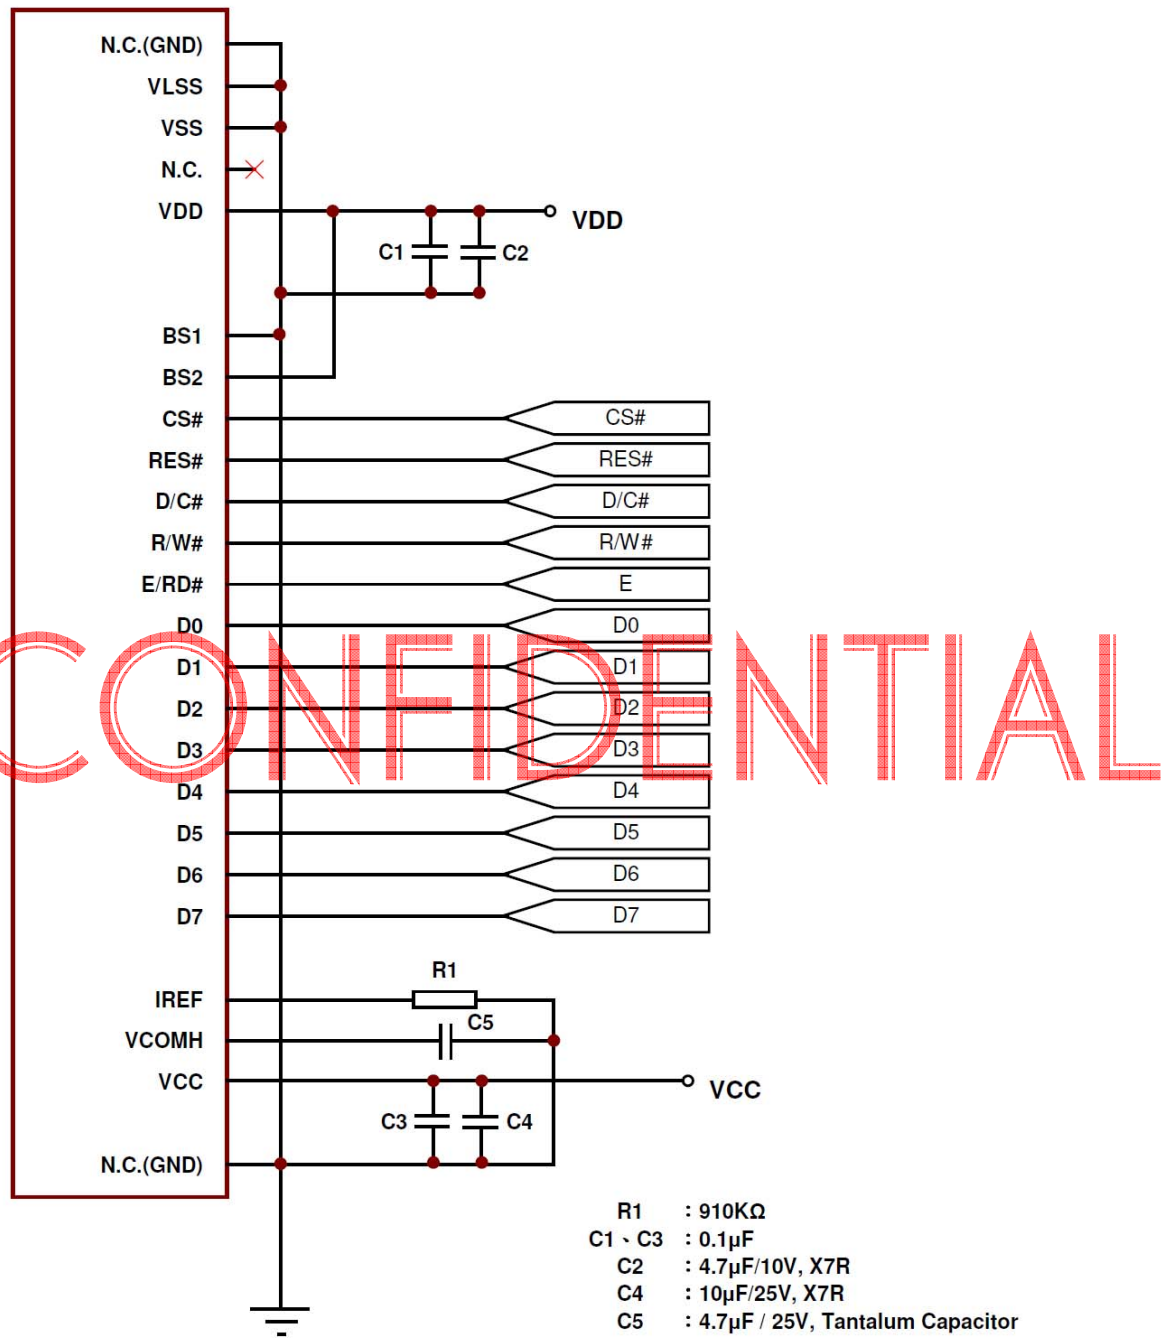 N.C.(GND)
VLSS
VSS
N.C.
VDD
VDD
C1
C2
BS1
BS2
CS#
CS#
RES#
RES#
D/C#
D/C#
R/W#
R/W#
E/RD#
E
D0
D0
D1
D1
D2
D2
D3
D3
CONFIDENTIAL
D4
D4
D5
D5
D6
D6
D7
D7
R1
IREF
C5
VCOMH
VCC
VCC
C3
C4
N.C.(GND)
R1 : 910KΩ
C1、C3 : 0.1µF
C2 : 4.7µF/10V, X7R
C4 : 10µF/25V, X7R
C5 : 4.7µF / 25V, Tantalum Capacitor